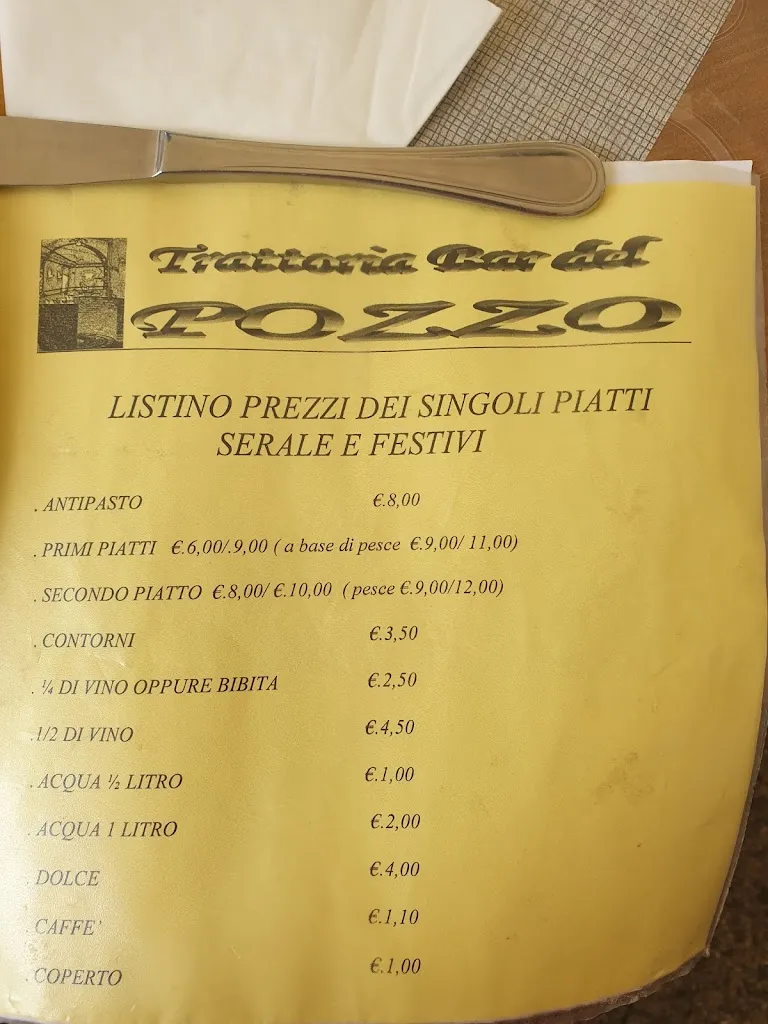 Trattoria Bar del
POZZO
LISTINO PREZZI DEI SINGOLI PIATTI
SERALE E FESTIVI
. ANTIPASTO €.8,00
. PRIMI PIATTI €.6,00/.9,00 ( a base di pesce €.9,00/ 11,00)
. SECONDO PIATTO €.8,00/ €.10,00 ( pesce €.9,00/12,00)
. CONTORNI €.3,50
. ¼ DI VINO OPPURE BIBITA €.2,50
.1/2 DI VINO €.4,50
. ACQUA ½ LITRO €.1,00
. ACQUA 1 LITRO €.2,00
. DOLCE €.4,00
. CAFFE' €.1,10
. COPERTO €.1,00